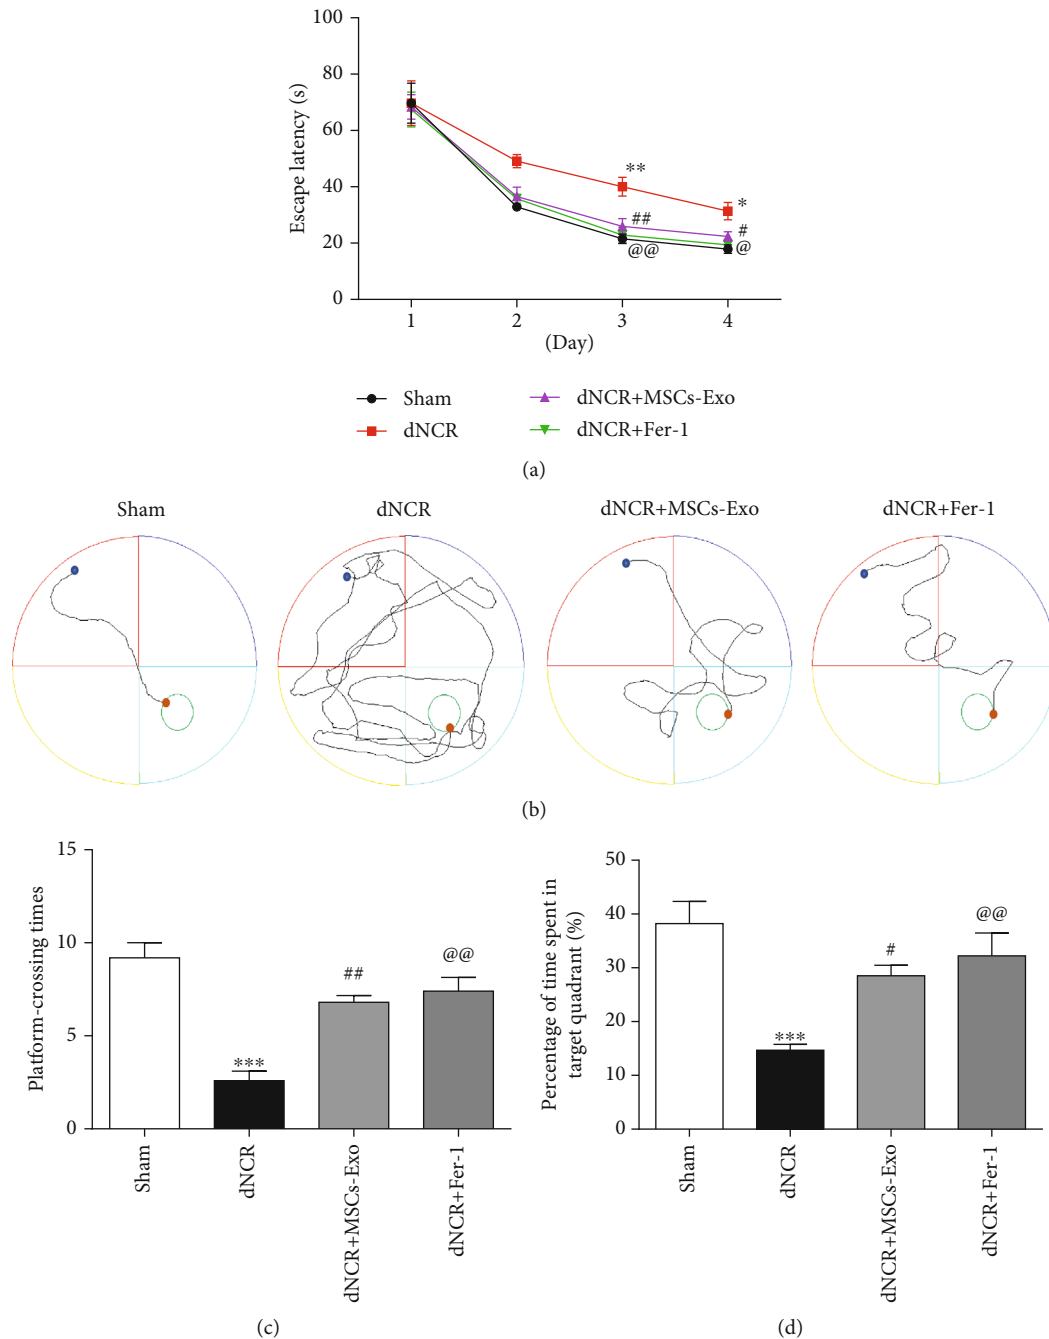 100
80
60
40
20
0
Escape latency (s)
**
*
##
#
@@
@
1 2 3 4
(Day)
Sham
dNCR+MSCs-Exo
dNCR
dNCR+Fer-1
(a)
Sham dNCR dNCR+MSCs-Exo dNCR+Fer-1
(b)
15
10
5
0
Platform-crossing times
***
##
@@
Sham
dNCR
dNCR+MSCs-Exo
dNCR+Fer-1
(c)
50
40
30
20
10
0
Percentage of time spent in
target quadrant (%)
***
#
@@
Sham
dNCR
dNCR+MSCs-Exo
dNCR+Fer-1
(d)